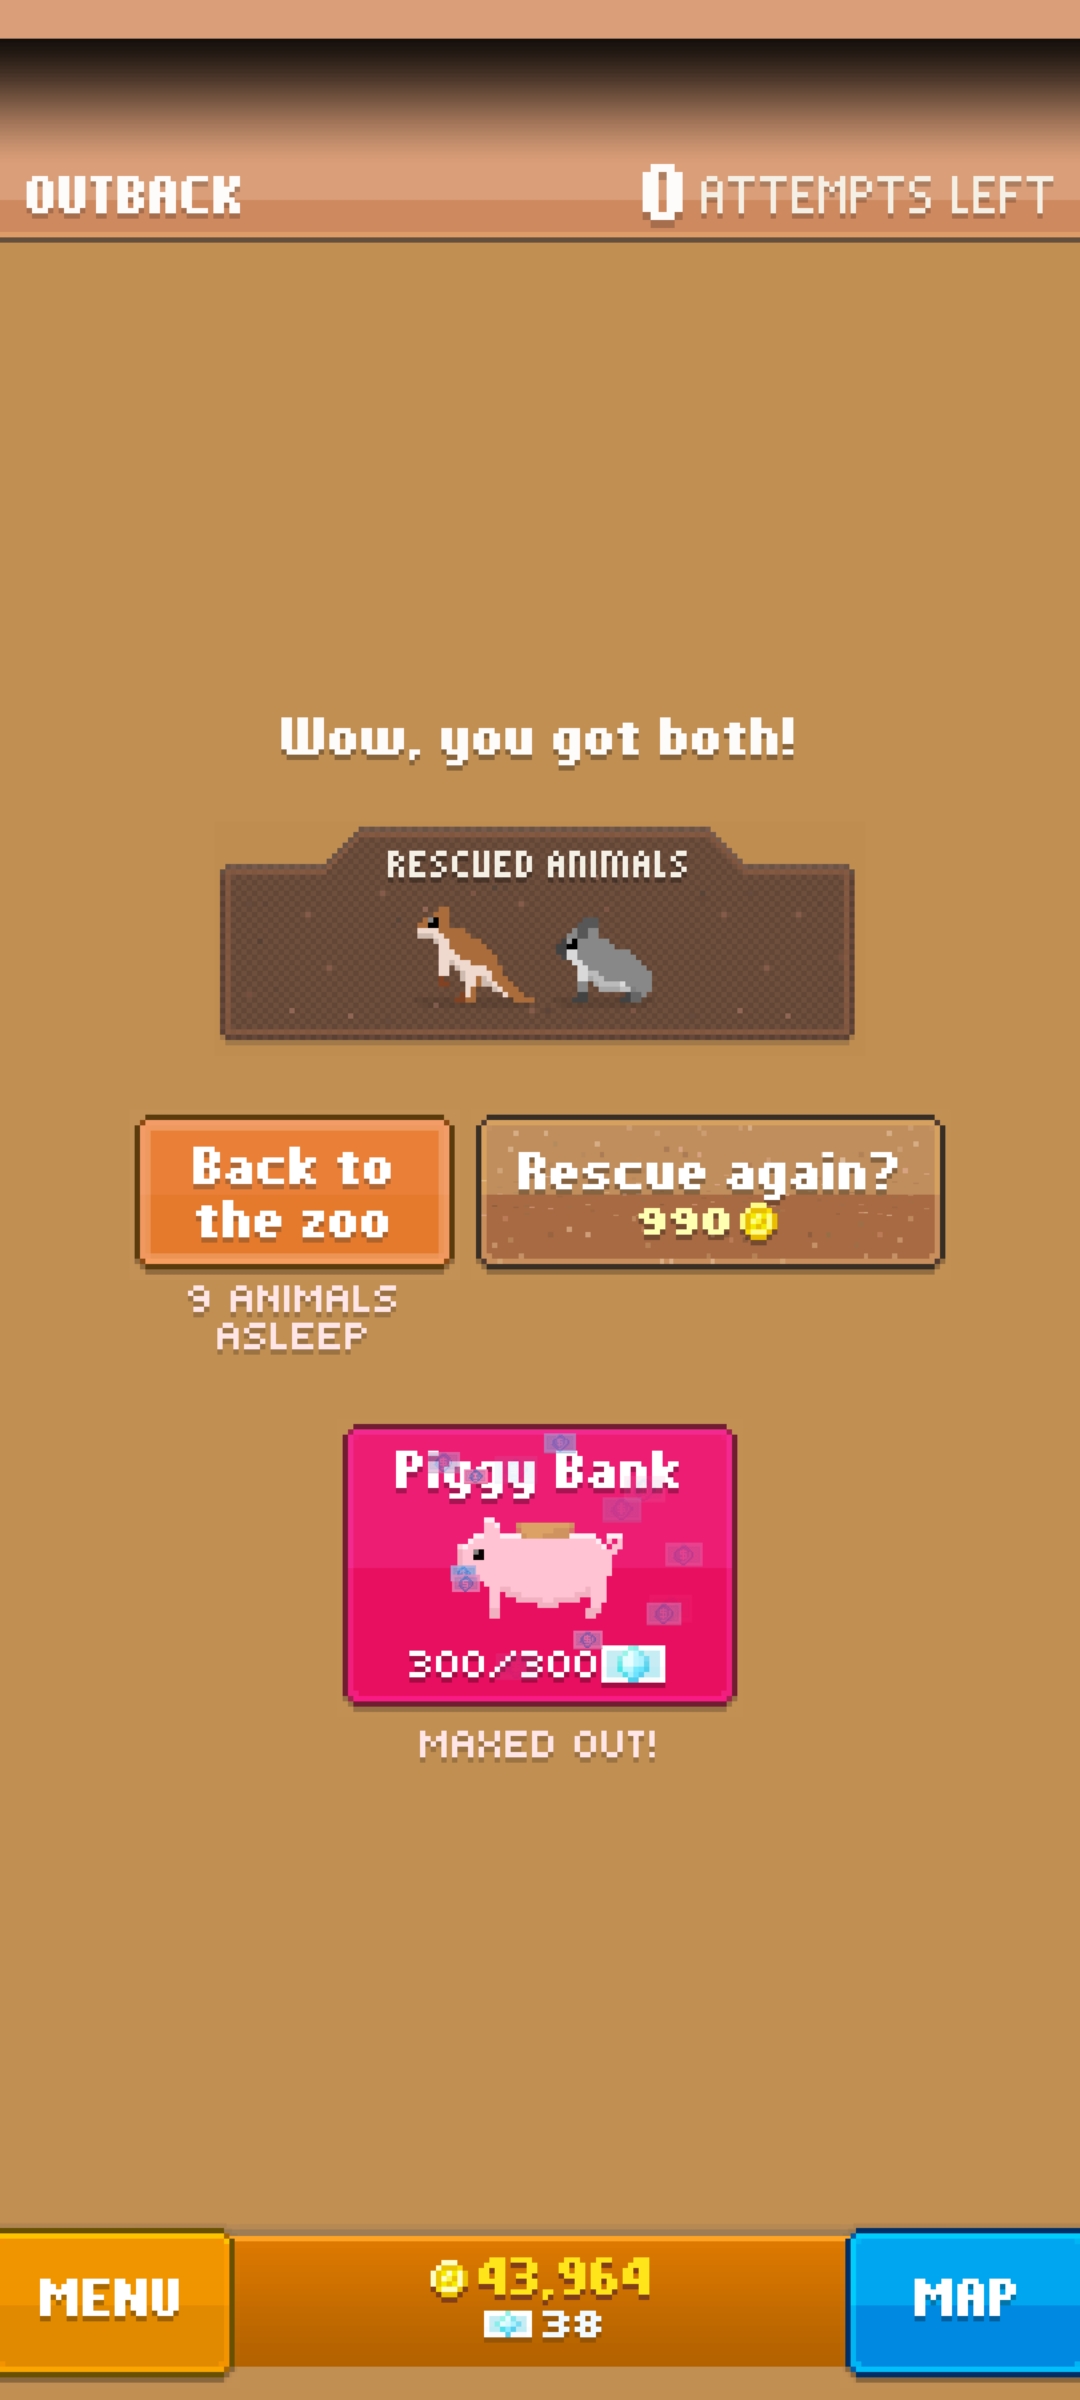 OUTBACK
0 ATTEMPTS LEFT
Wow, you got both!
RESCUED ANIMALS
Back to
the zoo
Rescue again?
990
9 ANIMALS
ASLEEP
Piggy Bank
300/300
MAXED OUT!
MENU
43,964
38
MAP